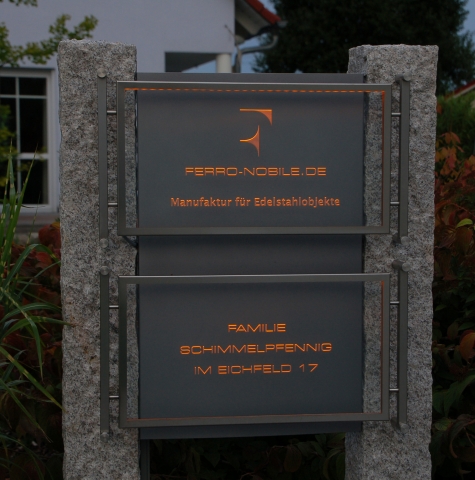 FERRO-NOBILE.DE
Manufaktur für Edelstahlobjekte
FAMILIE
SCHIMMELPFENNIG
IM EICHFELD 17